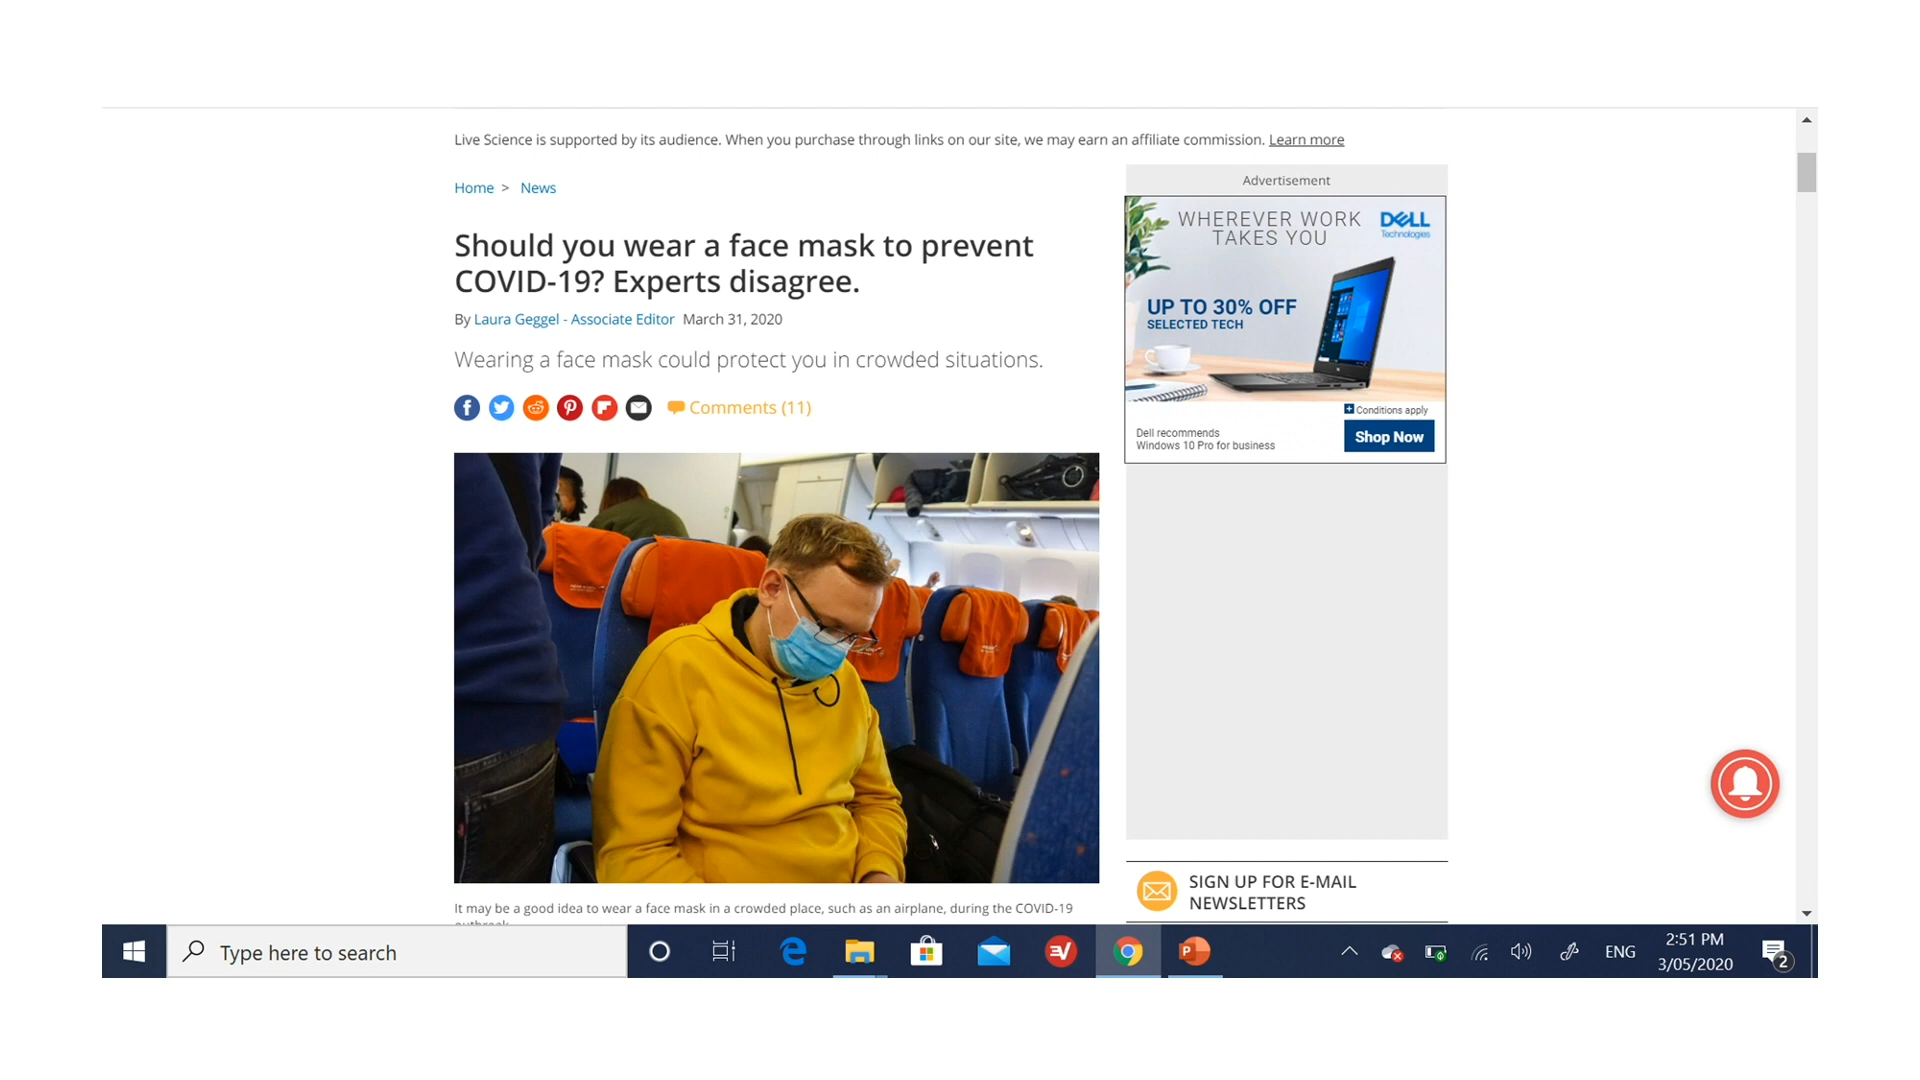 Live Science is supported by its audience. When you purchase through links on our site, we may earn an affiliate commission. Learn more
Home > News
Should you wear a face mask to prevent
COVID-19? Experts disagree.
By Laura Geggel - Associate Editor March 31, 2020
Wearing a face mask could protect you in crowded situations.
Comments (11)
It may be a good idea to wear a face mask in a crowded place, such as an airplane, during the COVID-19
Advertisement
WHEREVER WORK
TAKES YOU
DELL
Technologies
UP TO 30% OFF
SELECTED TECH
Conditions apply
Dell recommends
Windows 10 Pro for business
Shop Now
SIGN UP FOR E-MAIL
NEWSLETTERS
Type here to search
ENG
2:51 PM
3/05/2020
2